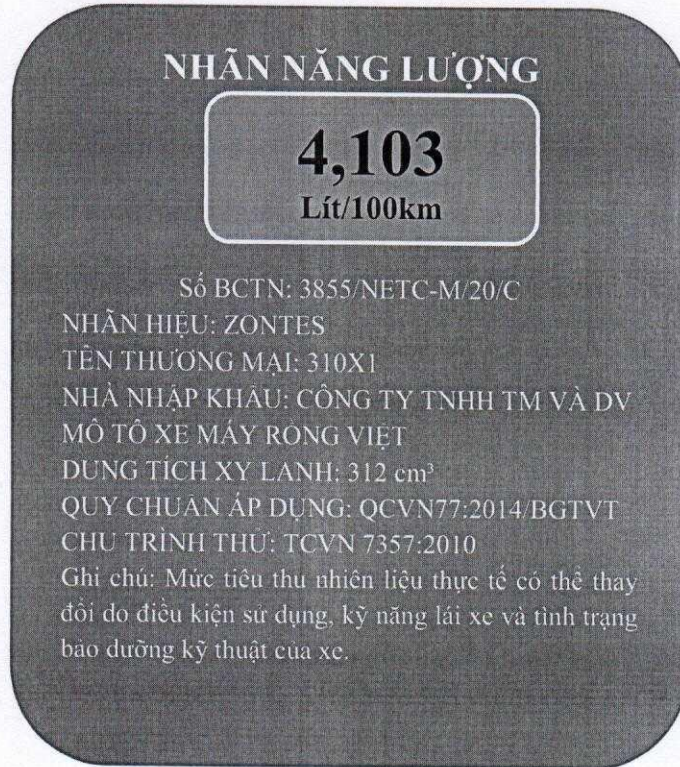 NHÃN NĂNG LƯỢNG
4,103
Lít/100km
Số BCTN: 3855/NETC-M/20/C
NHÃN HIỆU: ZONTES
TÊN THƯƠNG MẠI: 310X1
NHÀ NHẬP KHẨU: CÔNG TY TNHH TM VÀ DV
MÔ TÔ XE MÁY RỒNG VIỆT
DUNG TÍCH XY LANH: 312 cm³
QUY CHUẨN ÁP DỤNG: QCVN77:2014/BGTVT
CHU TRÌNH THỬ: TCVN 7357:2010
Ghi chú: Mức tiêu thụ nhiên liệu thực tế có thể thay
đổi do điều kiện sử dụng, kỹ năng lái xe và tình trạng
bảo dưỡng kỹ thuật của xe.